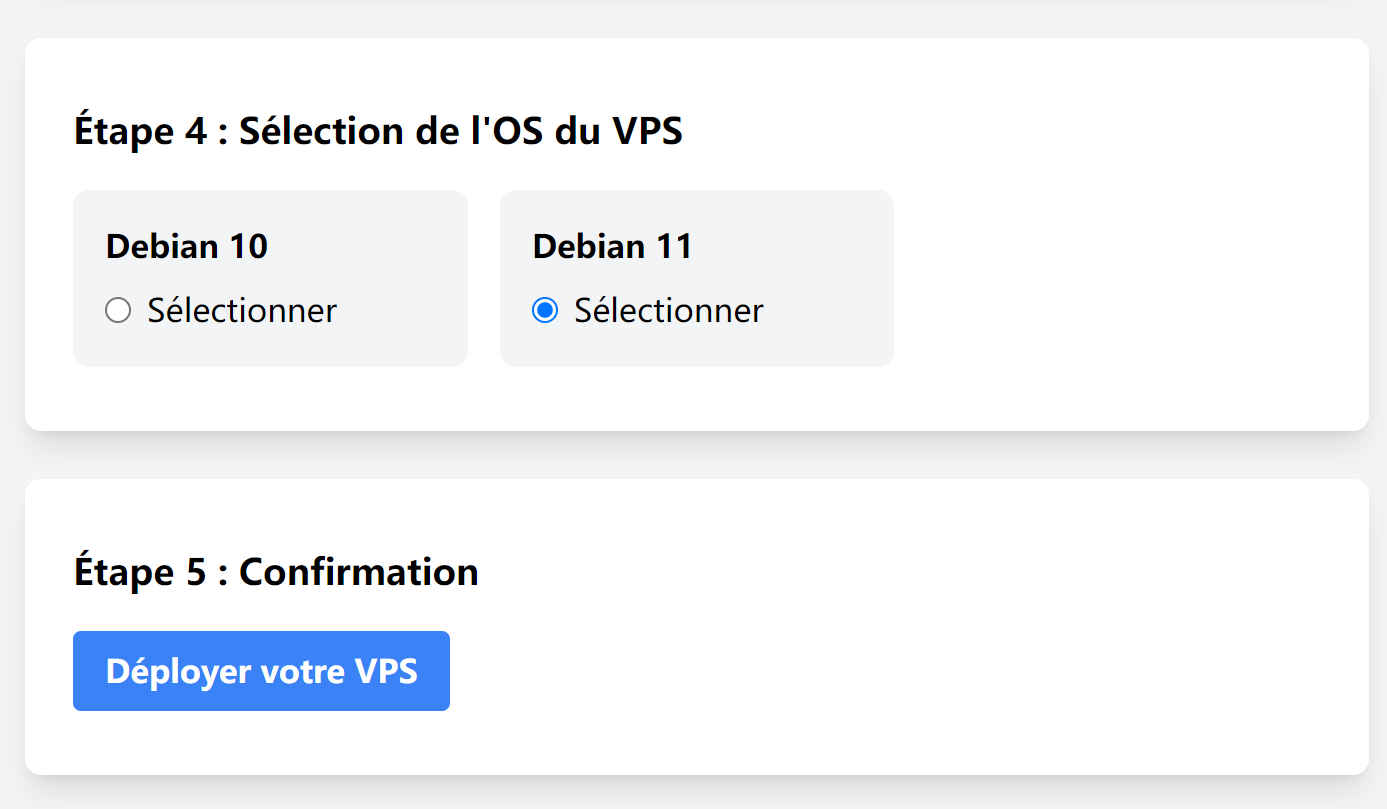 Étape 4 : Sélection de l'OS du VPS
Debian 10
Sélectionner
Debian 11
Sélectionner
Étape 5 : Confirmation
Déployer votre VPS